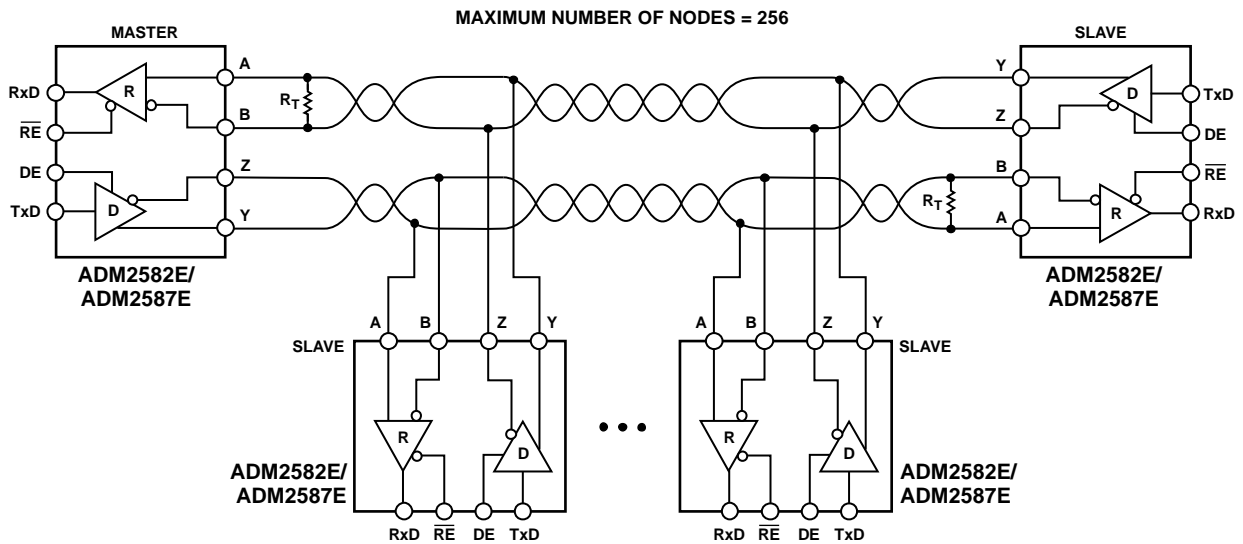 MAXIMUM NUMBER OF NODES = 256
MASTER
SLAVE
A
Y
RxD
R
RT
D
TxD
B
Z
RE
DE
DE
Z
B
RE
TxD
D
RT
R
RxD
Y
A
ADM2582E/
ADM2587E
ADM2582E/
ADM2587E
A B Z Y
A B Z Y
SLAVE
SLAVE
R
D
R
D
ADM2582E/
ADM2587E
ADM2582E/
ADM2587E
RxD RE DE TxD
RxD RE DE TxD